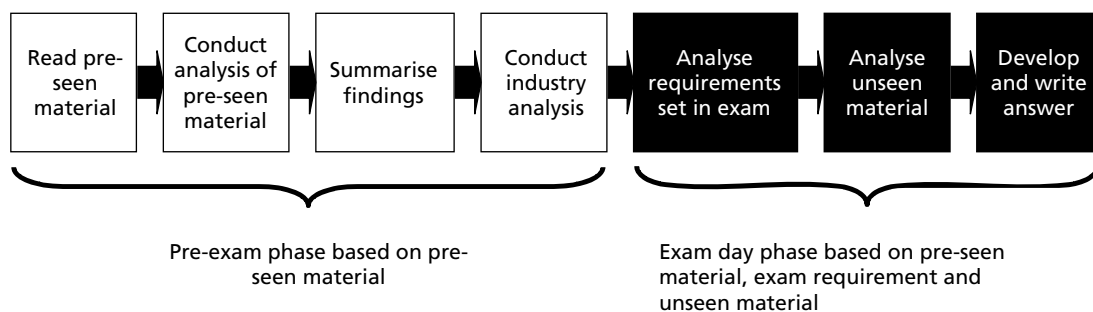 Read pre-
seen
material
Conduct
analysis of
pre-seen
material
Summarise
findings
Conduct
industry
analysis
Analyse
requirements
set in exam
Analyse
unseen
material
Develop
and write
answer
Pre-exam phase based on pre-
seen material
Exam day phase based on pre-seen
material, exam requirement and
unseen material